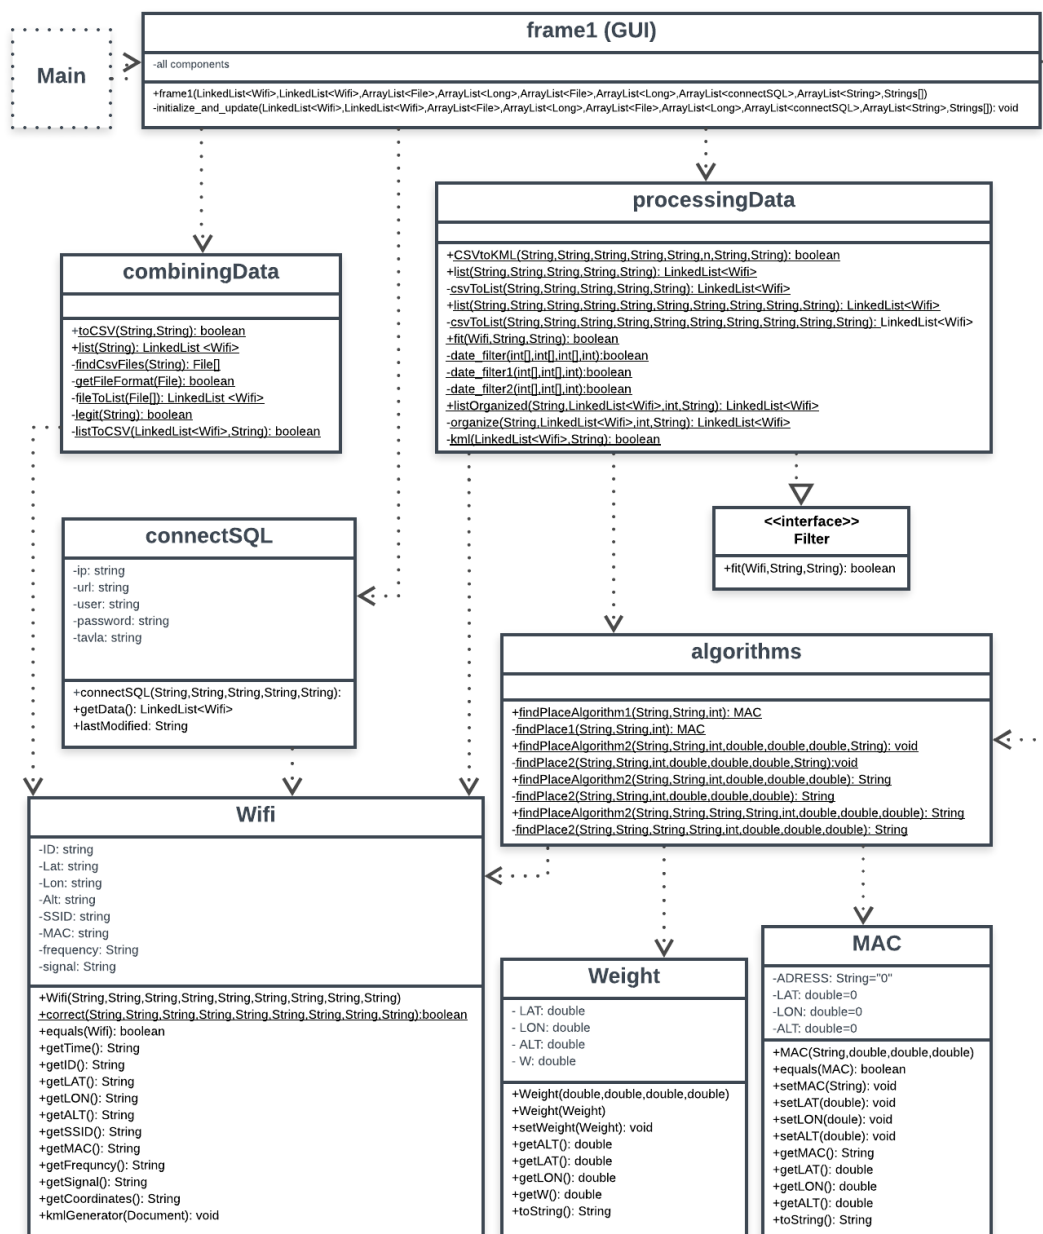 frame1 (GUI)
Main
-all components
+frame1(LinkedList<Wifi>,LinkedList<Wifi>,ArrayList<File>,ArrayList<Long>,ArrayList<File>,ArrayList<Long>,ArrayList<connectSQL>,ArrayList<String>,Strings[])
-initialize_and_update(LinkedList<Wifi>,LinkedList<Wifi>,ArrayList<File>,ArrayList<Long>,ArrayList<File>,ArrayList<Long>,ArrayList<connectSQL>,ArrayList<String>,Strings[]): void
processingData
+CSVtoKML(String,String,String,String,String,n,String,String): boolean
+list(String,String,String,String,String): LinkedList<Wifi>
-csvToList(String,String,String,String,String): LinkedList<Wifi>
+list(String,String,String,String,String,String,String,String,String,String): LinkedList<Wifi>
-csvToList(String,String,String,String,String,String,String,String,String,String): LinkedList<Wifi>
+fit(Wifi,String,String): boolean
-date_filter(int[],int[],int[],int):boolean
-date_filter1(int[],int[],int):boolean
-date_filter2(int[],int[],int):boolean
+listOrganized(String,LinkedList<Wifi>,int,String): LinkedList<Wifi>
-organize(String,LinkedList<Wifi>,int,String): LinkedList<Wifi>
-kml(LinkedList<Wifi>,String): boolean
combiningData
+toCSV(String,String): boolean
+list(String): LinkedList <Wifi>
-findCsvFiles(String): File[]
-getFileFormat(File): boolean
-fileToList(File[]): LinkedList <Wifi>
-legit(String): boolean
-listToCSV(LinkedList<Wifi>,String): boolean
<<interface>>
Filter
+fit(Wifi,String,String): boolean
connectSQL
-ip: string
-url: string
-user: string
-password: string
-tavla: string
+connectSQL(String,String,String,String,String):
+getData(): LinkedList<Wifi>
+lastModified: String
algorithms
+findPlaceAlgorithm1(String,String,int): MAC
-findPlace1(String,String,int): MAC
+findPlaceAlgorithm2(String,String,int,double,double,double,String): void
-findPlace2(String,String,int,double,double,double,String):void
+findPlaceAlgorithm2(String,String,int,double,double,double): String
-findPlace2(String,String,int,double,double,double): String
+findPlaceAlgorithm2(String,String,String,String,int,double,double,double): String
-findPlace2(String,String,String,String,int,double,double,double): String
Wifi
-ID: string
-Lat: string
-Lon: string
-Alt: string
-SSID: string
-MAC: string
-frequency: String
-signal: String
+Wifi(String,String,String,String,String,String,String,String,String)
+correct(String,String,String,String,String,String,String,String,String):boolean
+equals(Wifi): boolean
+getTime(): String
+getID(): String
+getLAT(): String
+getLON(): String
+getALT(): String
+getSSID(): String
+getMAC(): String
+getFrequncy(): String
+getSignal(): String
+getCoordinates(): String
+kmlGenerator(Document): void
Weight
- LAT: double
- LON: double
- ALT: double
- W: double
+Weight(double,double,double,double)
+Weight(Weight)
+setWeight(Weight): void
+getALT(): double
+getLAT(): double
+getLON(): double
+getW(): double
+toString(): String
MAC
-ADRESS: String="0"
-LAT: double=0
-LON: double=0
-ALT: double=0
+MAC(String,double,double,double)
+equals(MAC): boolean
+setMAC(String): void
+setLAT(double): void
+setLON(doule): void
+setALT(double): void
+getMAC(): String
+getLAT(): double
+getLON(): double
+getALT(): double
+toString(): String